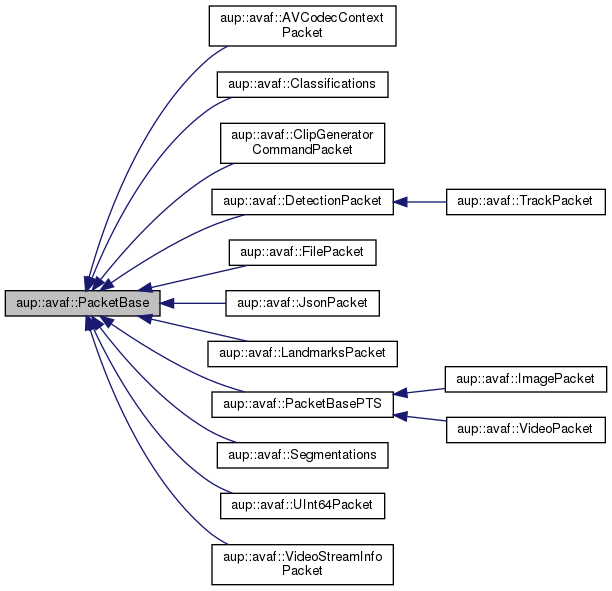 aup::avaf::AVCodecContext
Packet
aup::avaf::Classifications
aup::avaf::ClipGenerator
CommandPacket
aup::avaf::DetectionPacket
aup::avaf::TrackPacket
aup::avaf::FilePacket
aup::avaf::PacketBase
aup::avaf::JsonPacket
aup::avaf::LandmarksPacket
aup::avaf::ImagePacket
aup::avaf::PacketBasePTS
aup::avaf::VideoPacket
aup::avaf::Segmentations
aup::avaf::UInt64Packet
aup::avaf::VideoStreamInfo
Packet